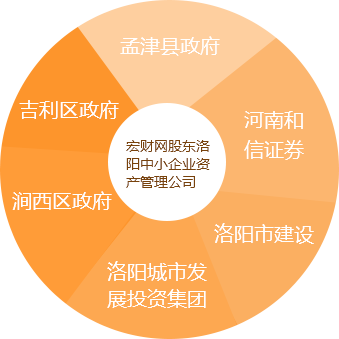 孟津县政府
河南和
信证券
洛阳市建设
洛阳城市发
展投资集团
涧西区政府
吉利区政府
宏财网股东洛
阳中小企业资
产管理公司